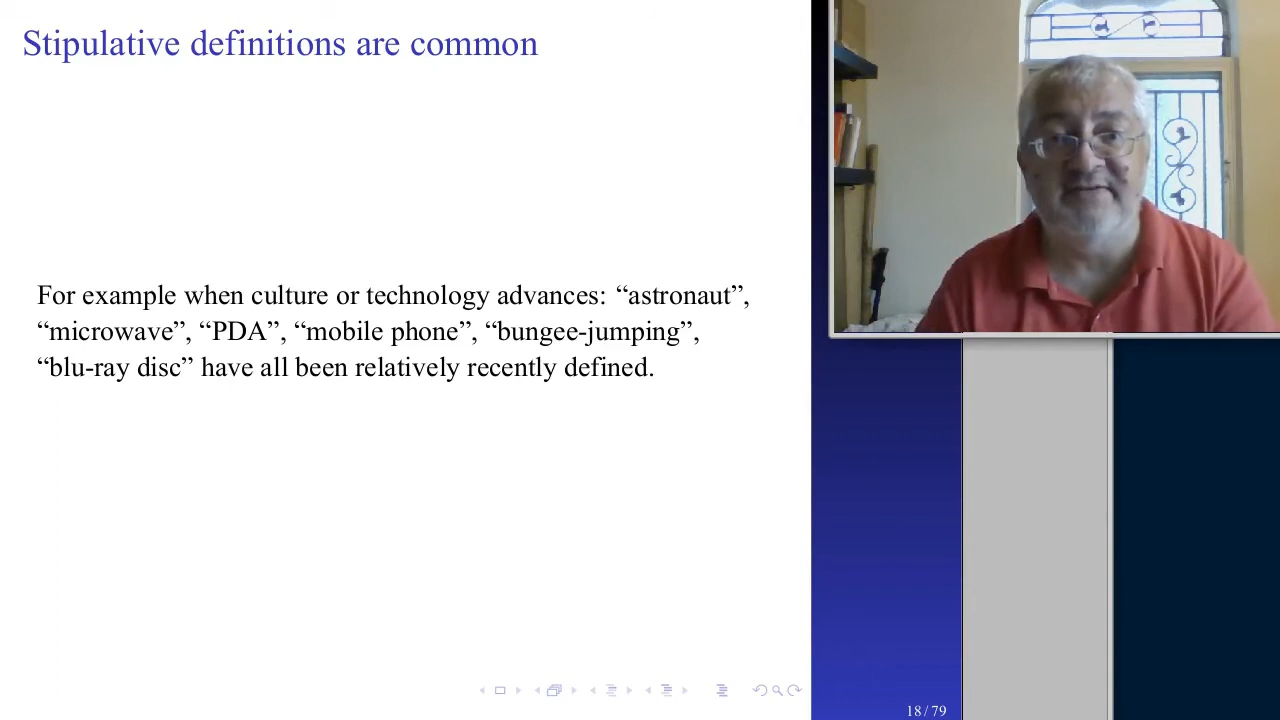 Stipulative definitions are common
For example when culture or technology advances: “astronaut”,
“microwave”, “PDA”, “mobile phone”, “bungee-jumping”,
“blu-ray disc” have all been relatively recently defined.
18 / 79